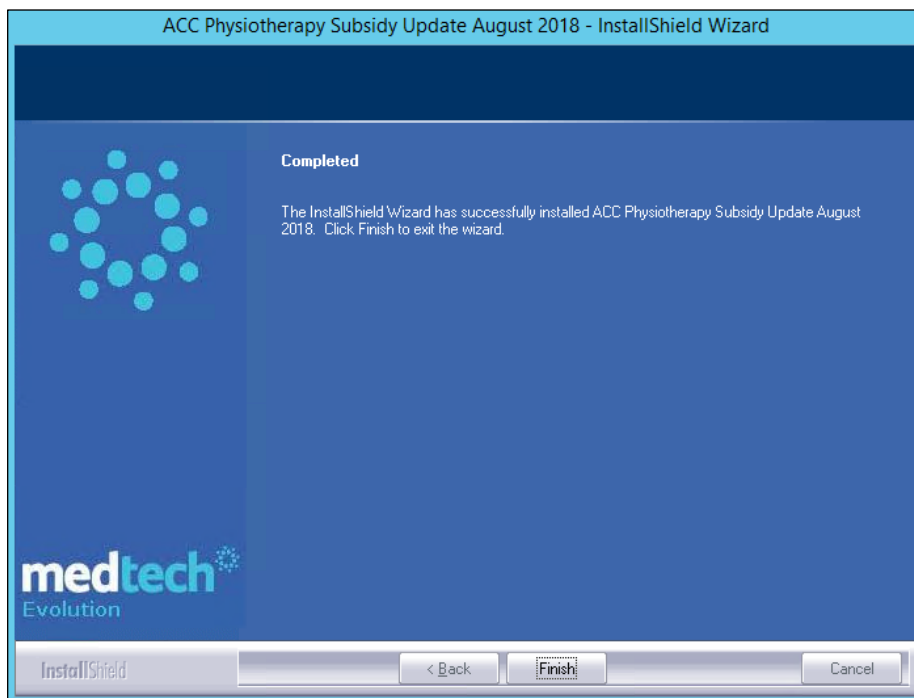 ACC Physiotherapy Subsidy Update August 2018 - InstallShield Wizard
Completed
The InstallShield Wizard has successfully installed ACC Physiotherapy Subsidy Update August
2018. Click Finish to exit the wizard.
medtech
Evolution
InstallShield
< Back
Finish
Cancel